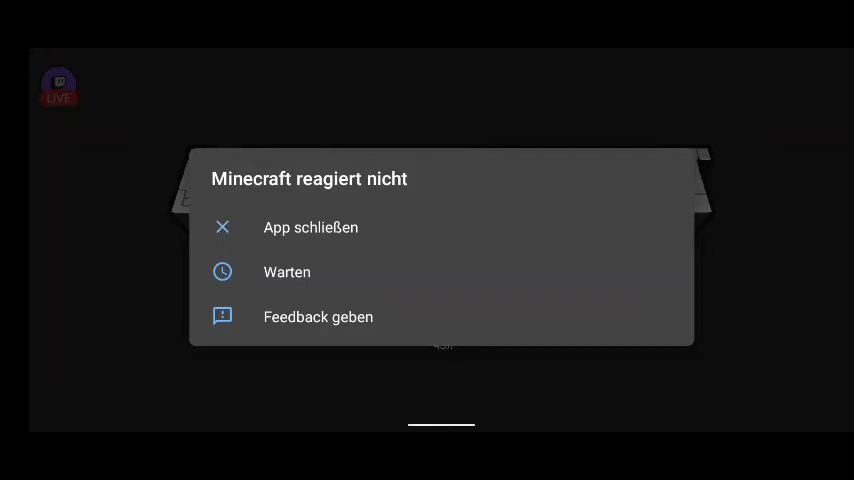 LIVE
Minecraft reagiert nicht
App schließen
Warten
Feedback geben